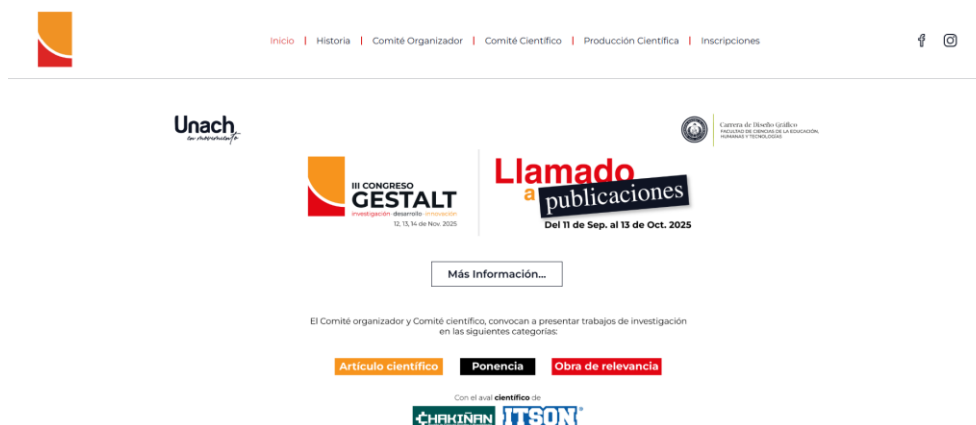 Inicio | Historia | Comité Organizador | Comité Científico | Producción Científica | Inscripciones
Unach
en movimiento
Carrera de Diseño Gráfico
FACULTAD DE CIENCIAS DE LA EDUCACIÓN,
HUMANAS Y TECNOLOGÍAS
III CONGRESO
GESTALT
investigación · desarrollo · innovación
12, 13, 14 de Nov. 2025
Llamado
a publicaciones
Del 11 de Sep. al 13 de Oct. 2025
Más Información...
El Comité organizador y Comité científico, convocan a presentar trabajos de investigación
en las siguientes categorías:
Artículo científico Ponencia Obra de relevancia
Con el aval científico de
CHAKIÑAN ITSON